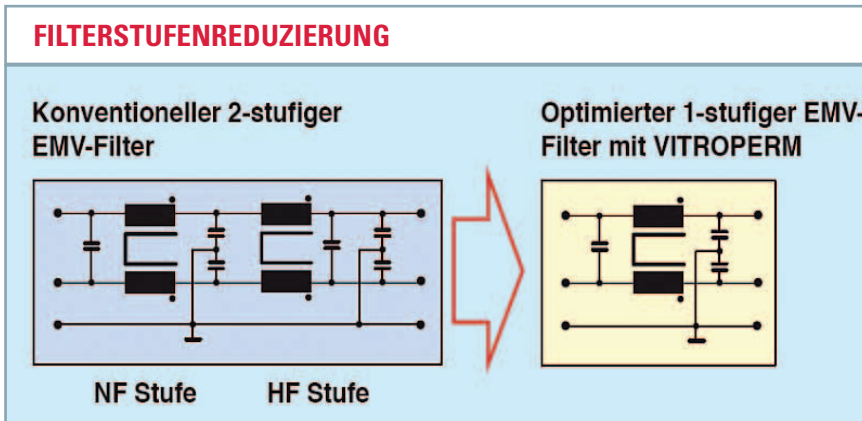 FILTERSTUFENREDUZIERUNG
Konventioneller 2-stufiger
EMV-Filter
Optimierter 1-stufiger EMV-
Filter mit VITROPERM
NF Stufe
HF Stufe